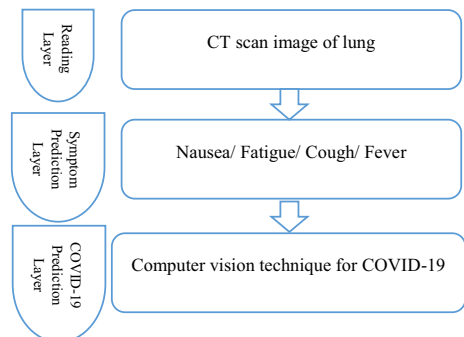 Reading
Layer
CT scan image of lung
Symptom
Prediction
Layer
Nausea/ Fatigue/ Cough/ Fever
COVID-19
Prediction
Layer
Computer vision technique for COVID-19